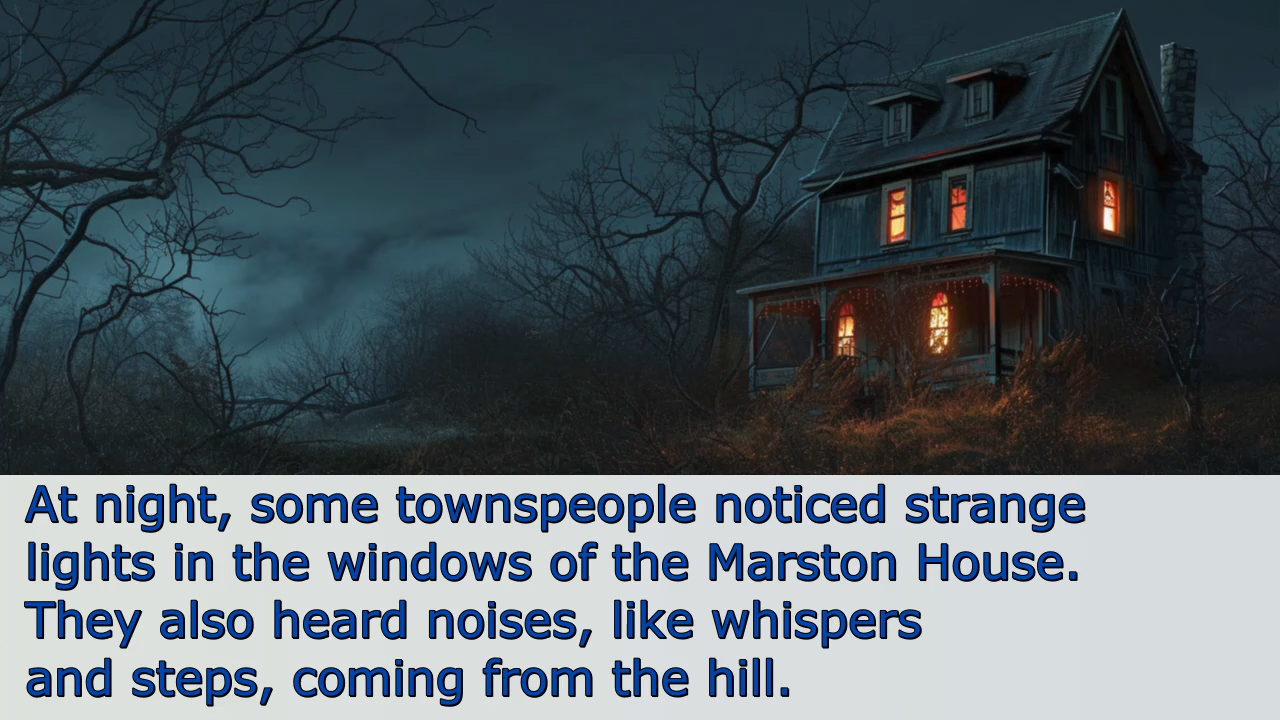 At night, some townspeople noticed strange
lights in the windows of the Marston House.
They also heard noises, like whispers
and steps, coming from the hill.